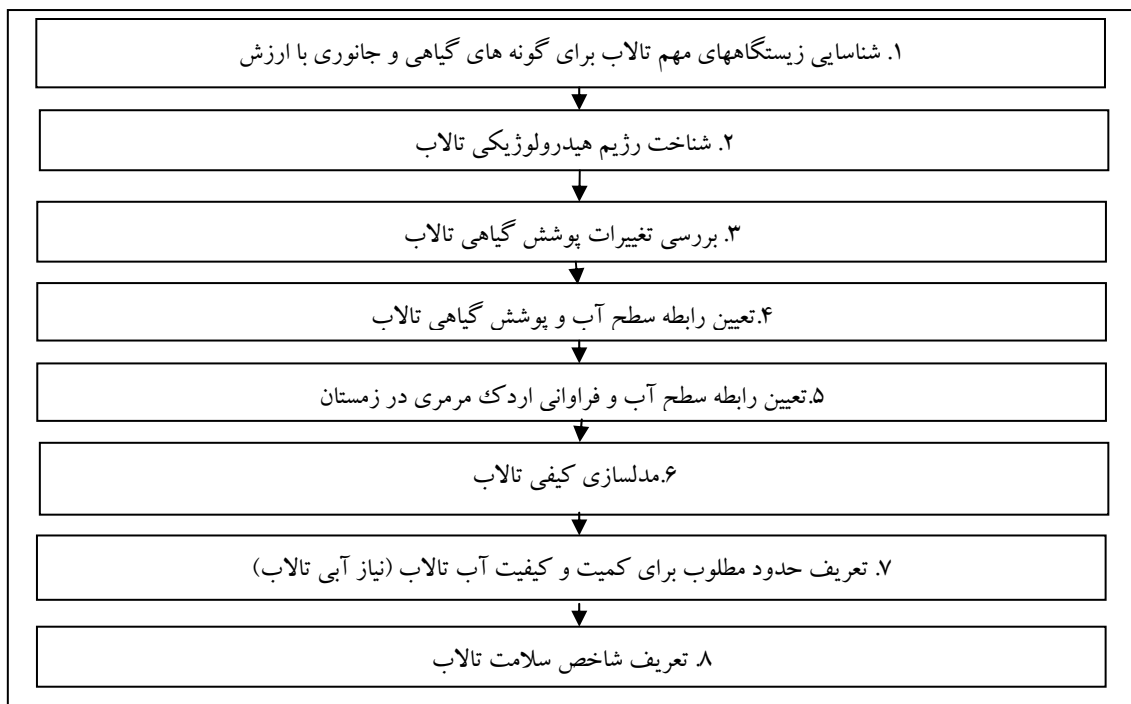 ۱. شناسایی زیستگاههای مهم تالاب برای گونه های گیاهی و جانوری با ارزش
۲. شناخت رژیم هیدرولوژیکی تالاب
۳. بررسی تغییرات پوشش گیاهی تالاب
۴.تعیین رابطه سطح آب و پوشش گیاهی تالاب
۵.تعیین رابطه سطح آب و فراوانی اردک مرمری در زمستان
۶.مدلسازی کیفی تالاب
۷. تعریف حدود مطلوب برای کمیت و کیفیت آب تالاب (نیاز آبی تالاب)
۸. تعریف شاخص سلامت تالاب